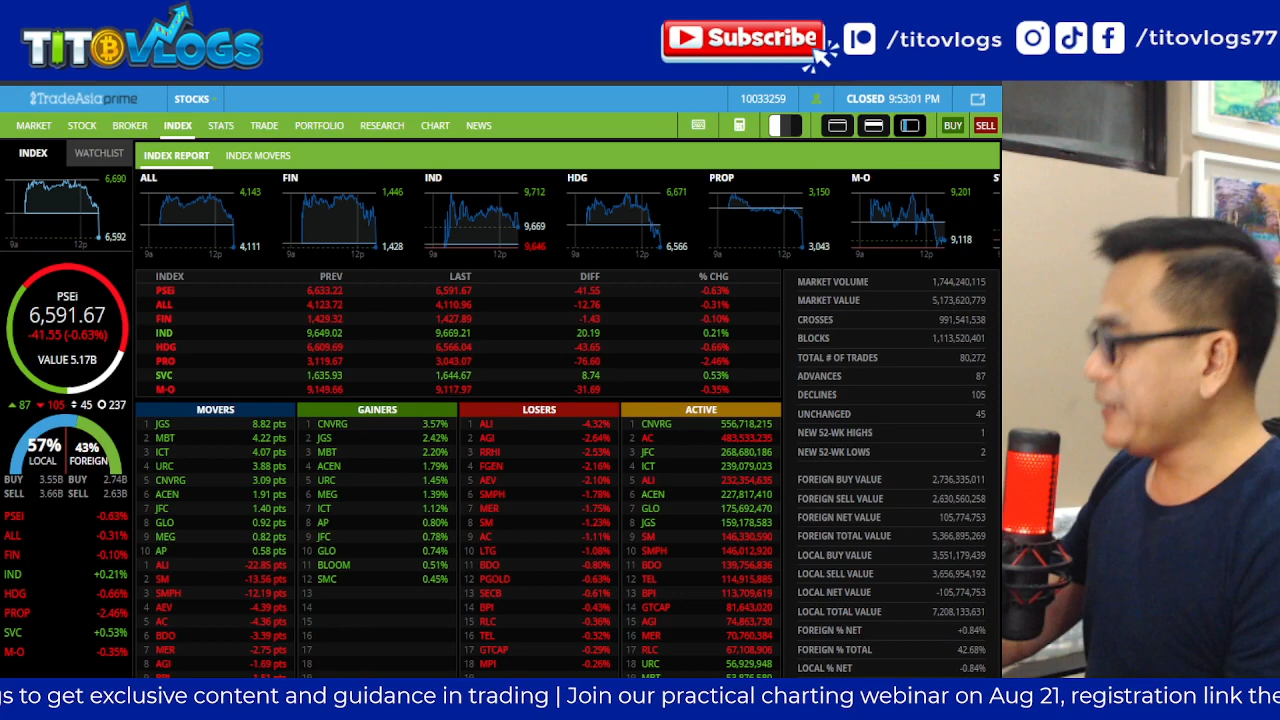 TITOVLOGS
Subscribe
/titovlogs
/titovlogs77
TradeAsiaprime
STOCKS
10033259
CLOSED 9:53:01 PM
MARKET STOCK BROKER INDEX STATS TRADE PORTFOLIO RESEARCH CHART NEWS
BUY SELL
INDEX WATCHLIST
INDEX REPORT INDEX MOVERS
6,690
6,592
9a 12p
ALL 4,143
4,111
9a 12p
FIN 1,446
1,428
9a 12p
IND 9,712
9,669
9,646
9a 12p
HDG 6,671
6,566
9a 12p
PROP 3,150
3,043
9a 12p
M-O 9,201
9,118
9a 12p
PSEi
6,591.67
-41.55 (-0.63%)
VALUE 5.17B
87 105 45 237
57% LOCAL
43% FOREIGN
BUY 3.55B BUY 2.74B
SELL 3.66B SELL 2.63B
PSEI -0.63%
ALL -0.31%
FIN -0.10%
IND +0.21%
HDG -0.66%
PROP -2.46%
SVC +0.53%
M-O -0.35%
INDEX PREV LAST DIFF % CHG
PSEi 6,633.22 6,591.67 -41.55 -0.63%
ALL 4,123.72 4,110.96 -12.76 -0.31%
FIN 1,429.32 1,427.89 -1.43 -0.10%
IND 9,649.02 9,669.21 20.19 0.21%
HDG 6,609.69 6,566.04 -43.65 -0.66%
PRO 3,119.67 3,043.07 -76.60 -2.46%
SVC 1,635.93 1,644.67 8.74 0.53%
M-O 9,149.66 9,117.97 -31.69 -0.35%
MOVERS
1 JGS 8.82 pts
2 MBT 4.22 pts
3 ICT 4.07 pts
4 URC 3.88 pts
5 CNVRG 3.09 pts
6 ACEN 1.91 pts
7 JFC 1.40 pts
8 GLO 0.92 pts
9 MEG 0.82 pts
10 AP 0.58 pts
1 ALI -22.85 pts
2 SM -13.56 pts
3 SMPH -12.19 pts
4 AEV -4.39 pts
5 AC -4.36 pts
6 BDO -3.39 pts
7 MER -2.75 pts
8 AGI -1.69 pts
GAINERS
1 CNVRG 3.57%
2 JGS 2.42%
3 MBT 2.20%
4 ACEN 1.79%
5 URC 1.45%
6 MEG 1.39%
7 ICT 1.12%
8 AP 0.80%
9 JFC 0.78%
10 GLO 0.74%
11 BLOOM 0.51%
12 SMC 0.45%
13
14
15
16
17
18
LOSERS
1 ALI -4.32%
2 AGI -2.64%
3 RRHI -2.53%
4 FGEN -2.16%
5 AEV -2.10%
6 SMPH -1.78%
7 MER -1.75%
8 SM -1.23%
9 AC -1.11%
10 LTG -1.08%
11 BDO -0.80%
12 PGOLD -0.63%
13 SECB -0.61%
14 BPI -0.43%
15 RLC -0.36%
16 TEL -0.32%
17 GTCAP -0.29%
18 MPI -0.26%
ACTIVE
1 CNVRG 556,718,215
2 AC 483,533,235
3 JFC 268,680,186
4 ICT 239,079,023
5 ALI 232,354,635
6 ACEN 227,817,410
7 GLO 175,692,470
8 JGS 159,178,583
9 SM 146,330,590
10 SMPH 146,012,920
11 BDO 139,756,836
12 TEL 114,915,885
13 BPI 113,709,619
14 GTCAP 81,643,020
15 AGI 74,863,730
16 MER 70,760,384
17 RLC 67,108,906
18 URC 56,929,948
MARKET VOLUME 1,744,240,115
MARKET VALUE 5,173,620,779
CROSSES 991,541,538
BLOCKS 1,113,520,401
TOTAL # OF TRADES 80,272
ADVANCES 87
DECLINES 105
UNCHANGED 45
NEW 52-WK HIGHS 1
NEW 52-WK LOWS 2
FOREIGN BUY VALUE 2,736,335,011
FOREIGN SELL VALUE 2,630,560,258
FOREIGN NET VALUE 105,774,753
FOREIGN TOTAL VALUE 5,366,895,269
LOCAL BUY VALUE 3,551,179,439
LOCAL SELL VALUE 3,656,954,192
LOCAL NET VALUE -105,774,753
LOCAL TOTAL VALUE 7,208,133,631
FOREIGN % NET +0.84%
FOREIGN % TOTAL 42.68%
LOCAL % NET -0.84%
gs to get exclusive content and guidance in trading | Join our practical charting webinar on Aug 21, registration link the